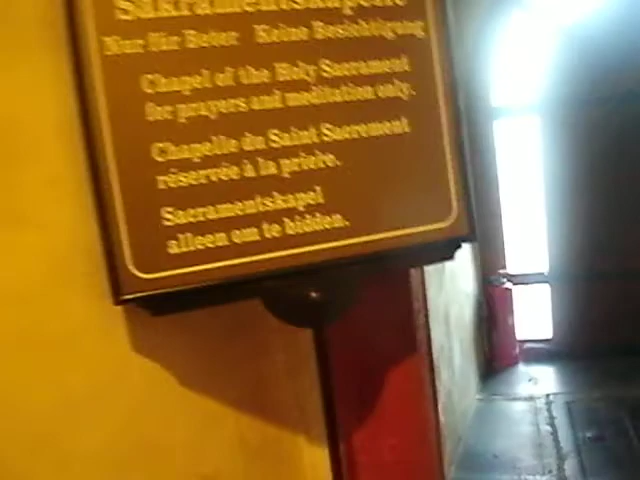 Sakramentskapelle
Nur für Beter Keine Besichtigung
Chapel of the Holy Sacrament
for prayers and meditation only.
Chapelle du Saint Sacrement
réservée à la prière.
Sacramentskapel
alleen om te bidden.